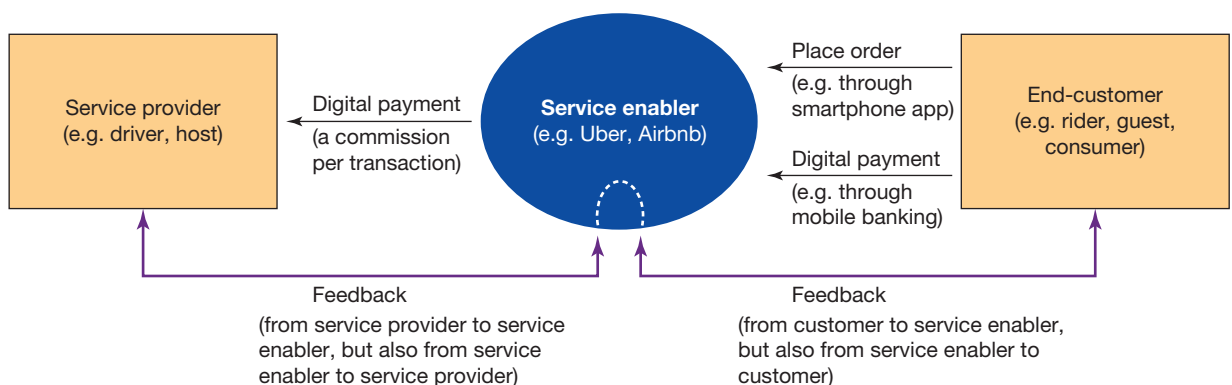 Service provider
(e.g. driver, host)
Digital payment
(a commission
per transaction)
Service enabler
(e.g. Uber, Airbnb)
Place order
(e.g. through
smartphone app)
Digital payment
(e.g. through
mobile banking)
End-customer
(e.g. rider, guest,
consumer)
Feedback
(from service provider to service
enabler, but also from service
enabler to service provider)
Feedback
(from customer to service enabler,
but also from service enabler to
customer)